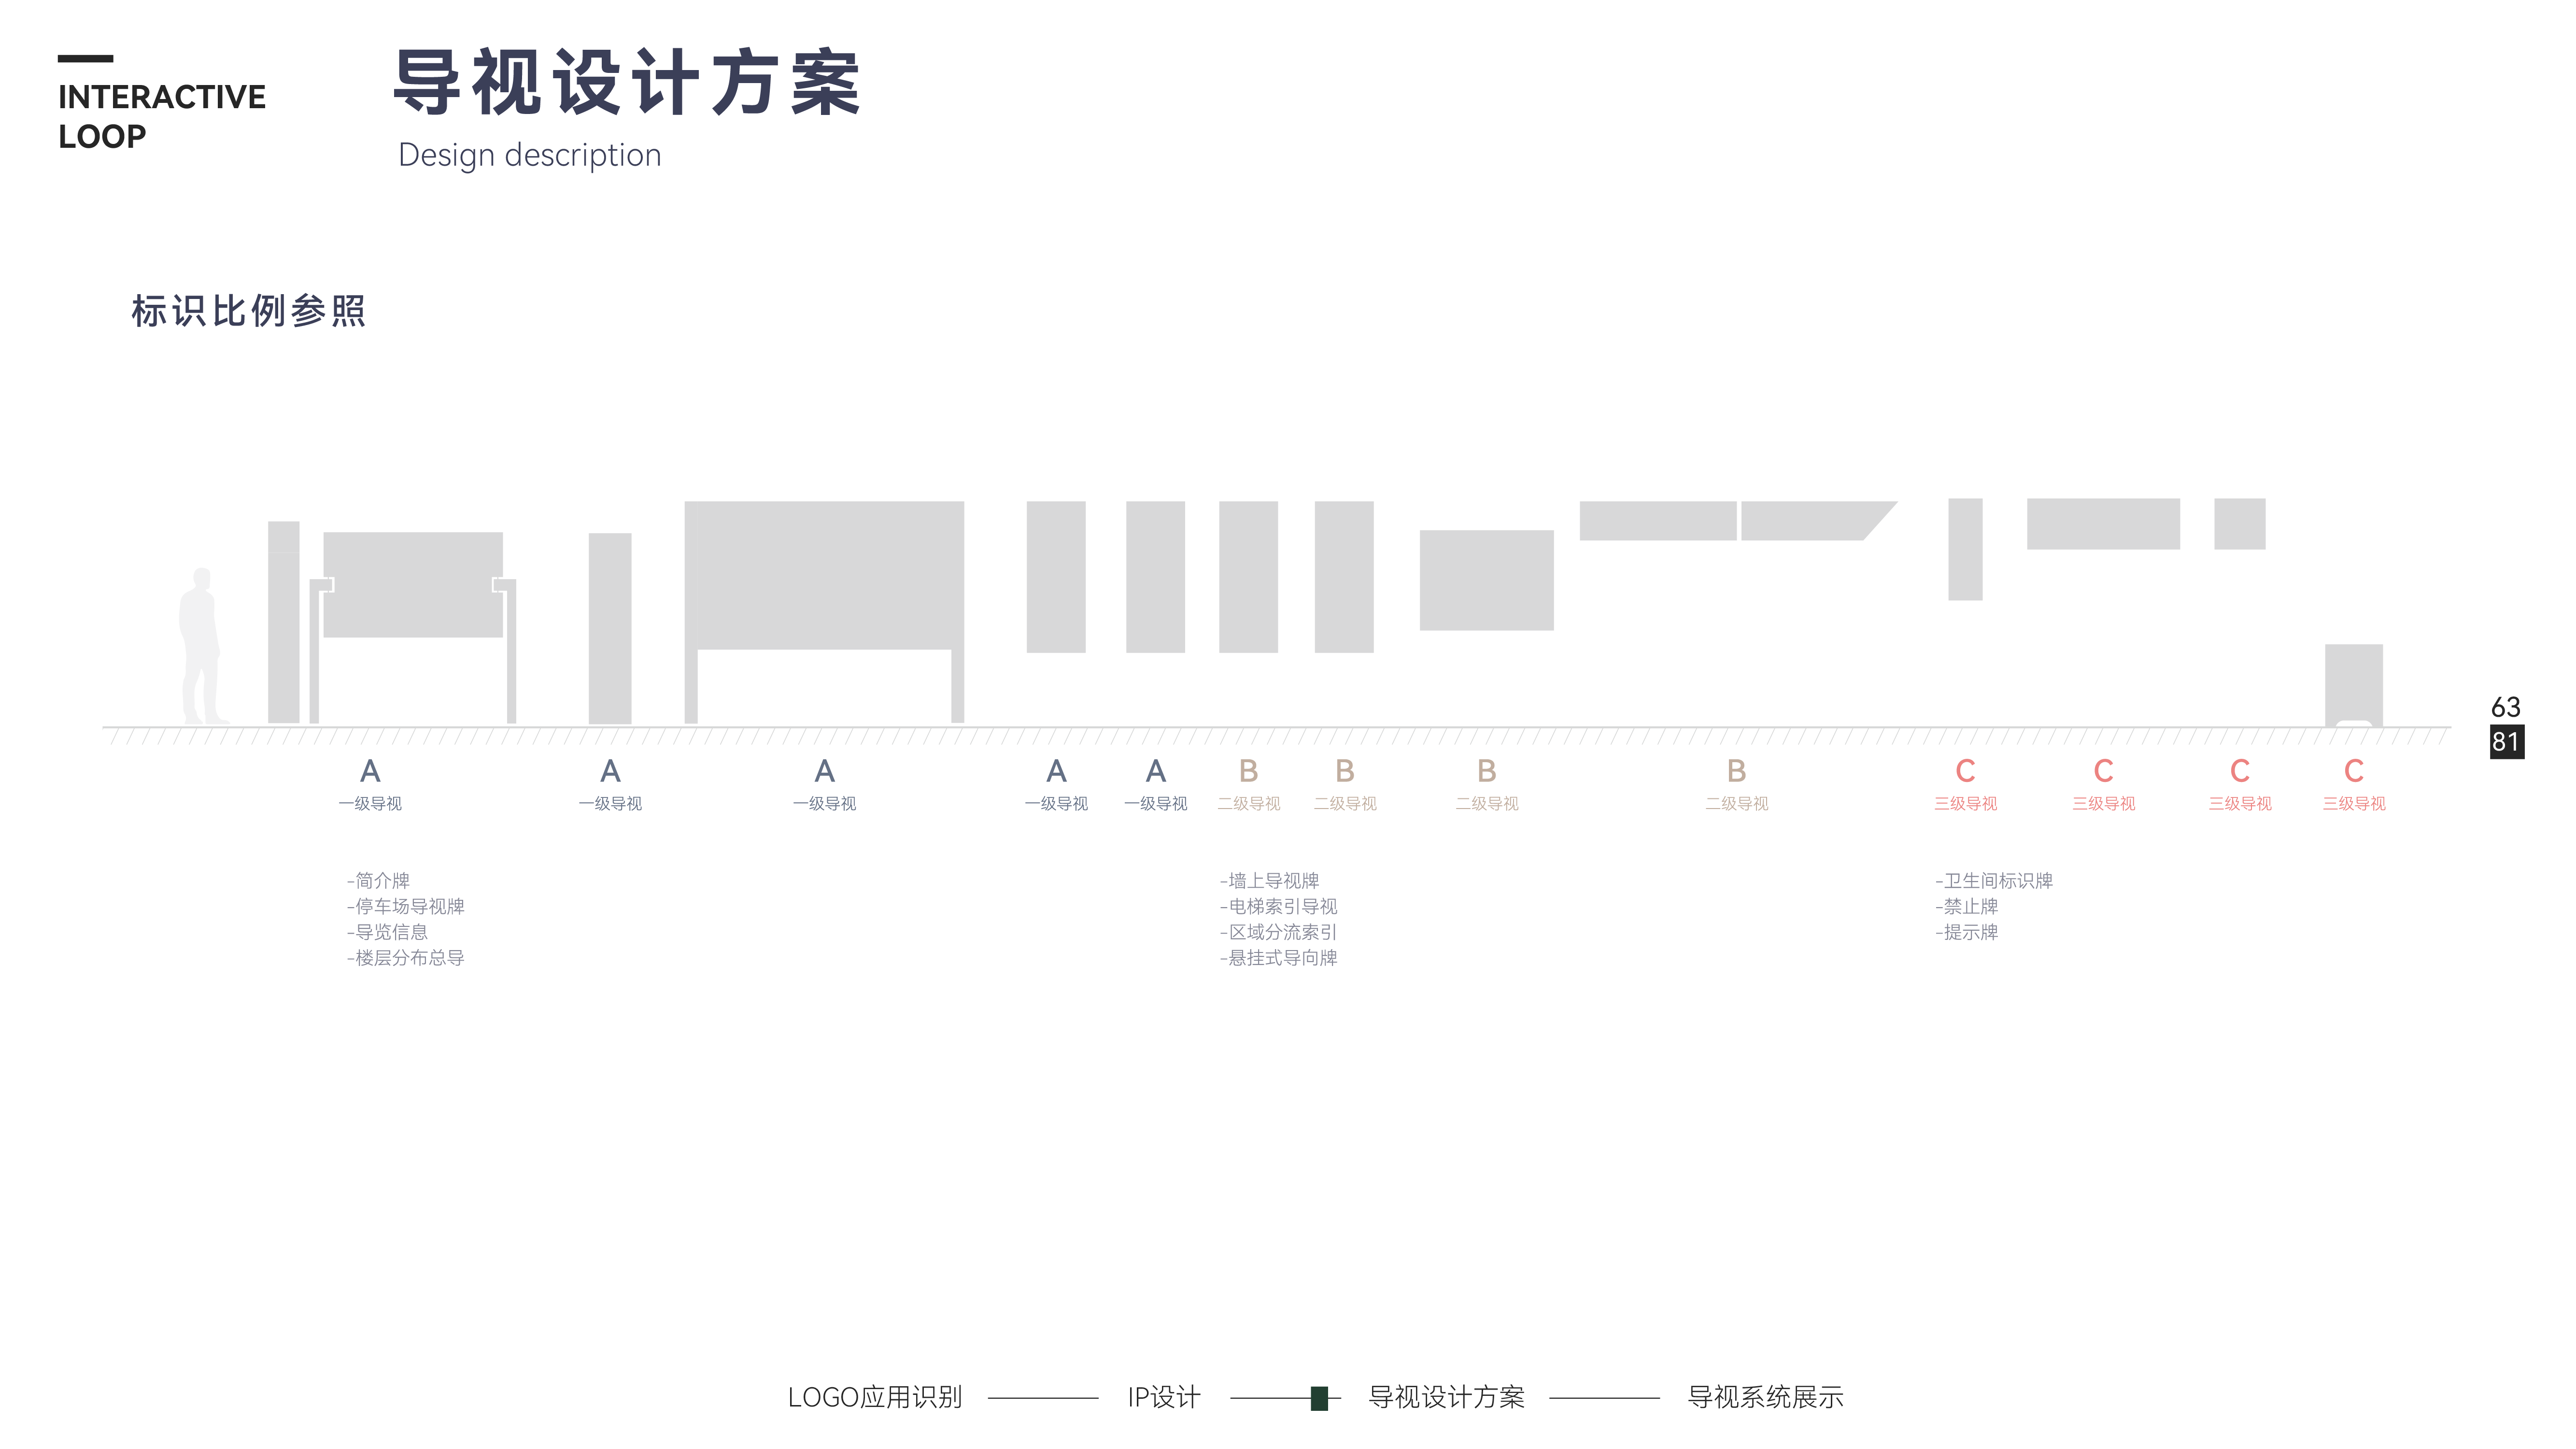 INTERACTIVE
LOOP
导视设计方案
Design description
标识比例参照
63
81
A A A A A B B B B C C C C
一级导视 一级导视 一级导视 一级导视 一级导视 二级导视 二级导视 二级导视 二级导视 三级导视 三级导视 三级导视 三级导视
-简介牌
-停车场导视牌
-导览信息
-楼层分布总导
-墙上导视牌
-电梯索引导视
-区域分流索引
-悬挂式导向牌
-卫生间标识牌
-禁止牌
-提示牌
LOGO应用识别 IP设计 导视设计方案 导视系统展示